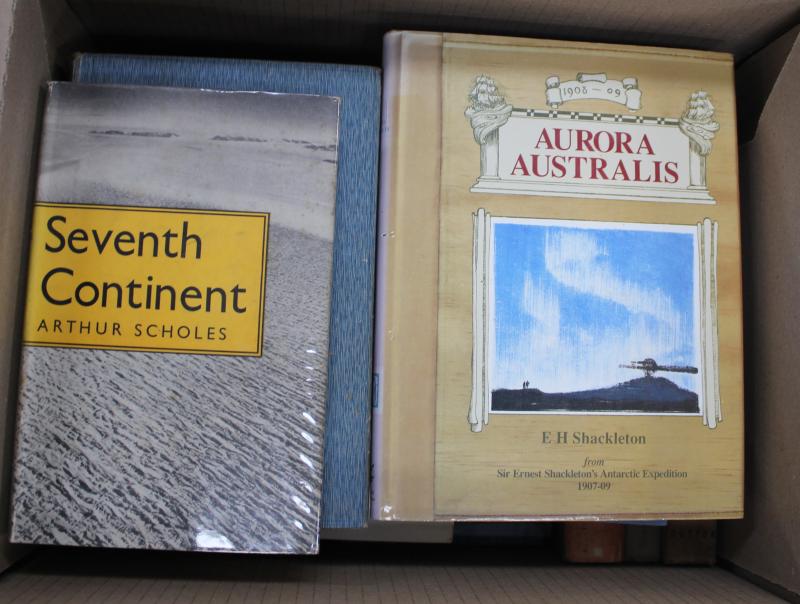 Seventh
Continent
ARTHUR SCHOLES
1908 - 09
AURORA
AUSTRALIS
E H Shackleton
from
Sir Ernest Shackleton's Antarctic Expedition
1907-09